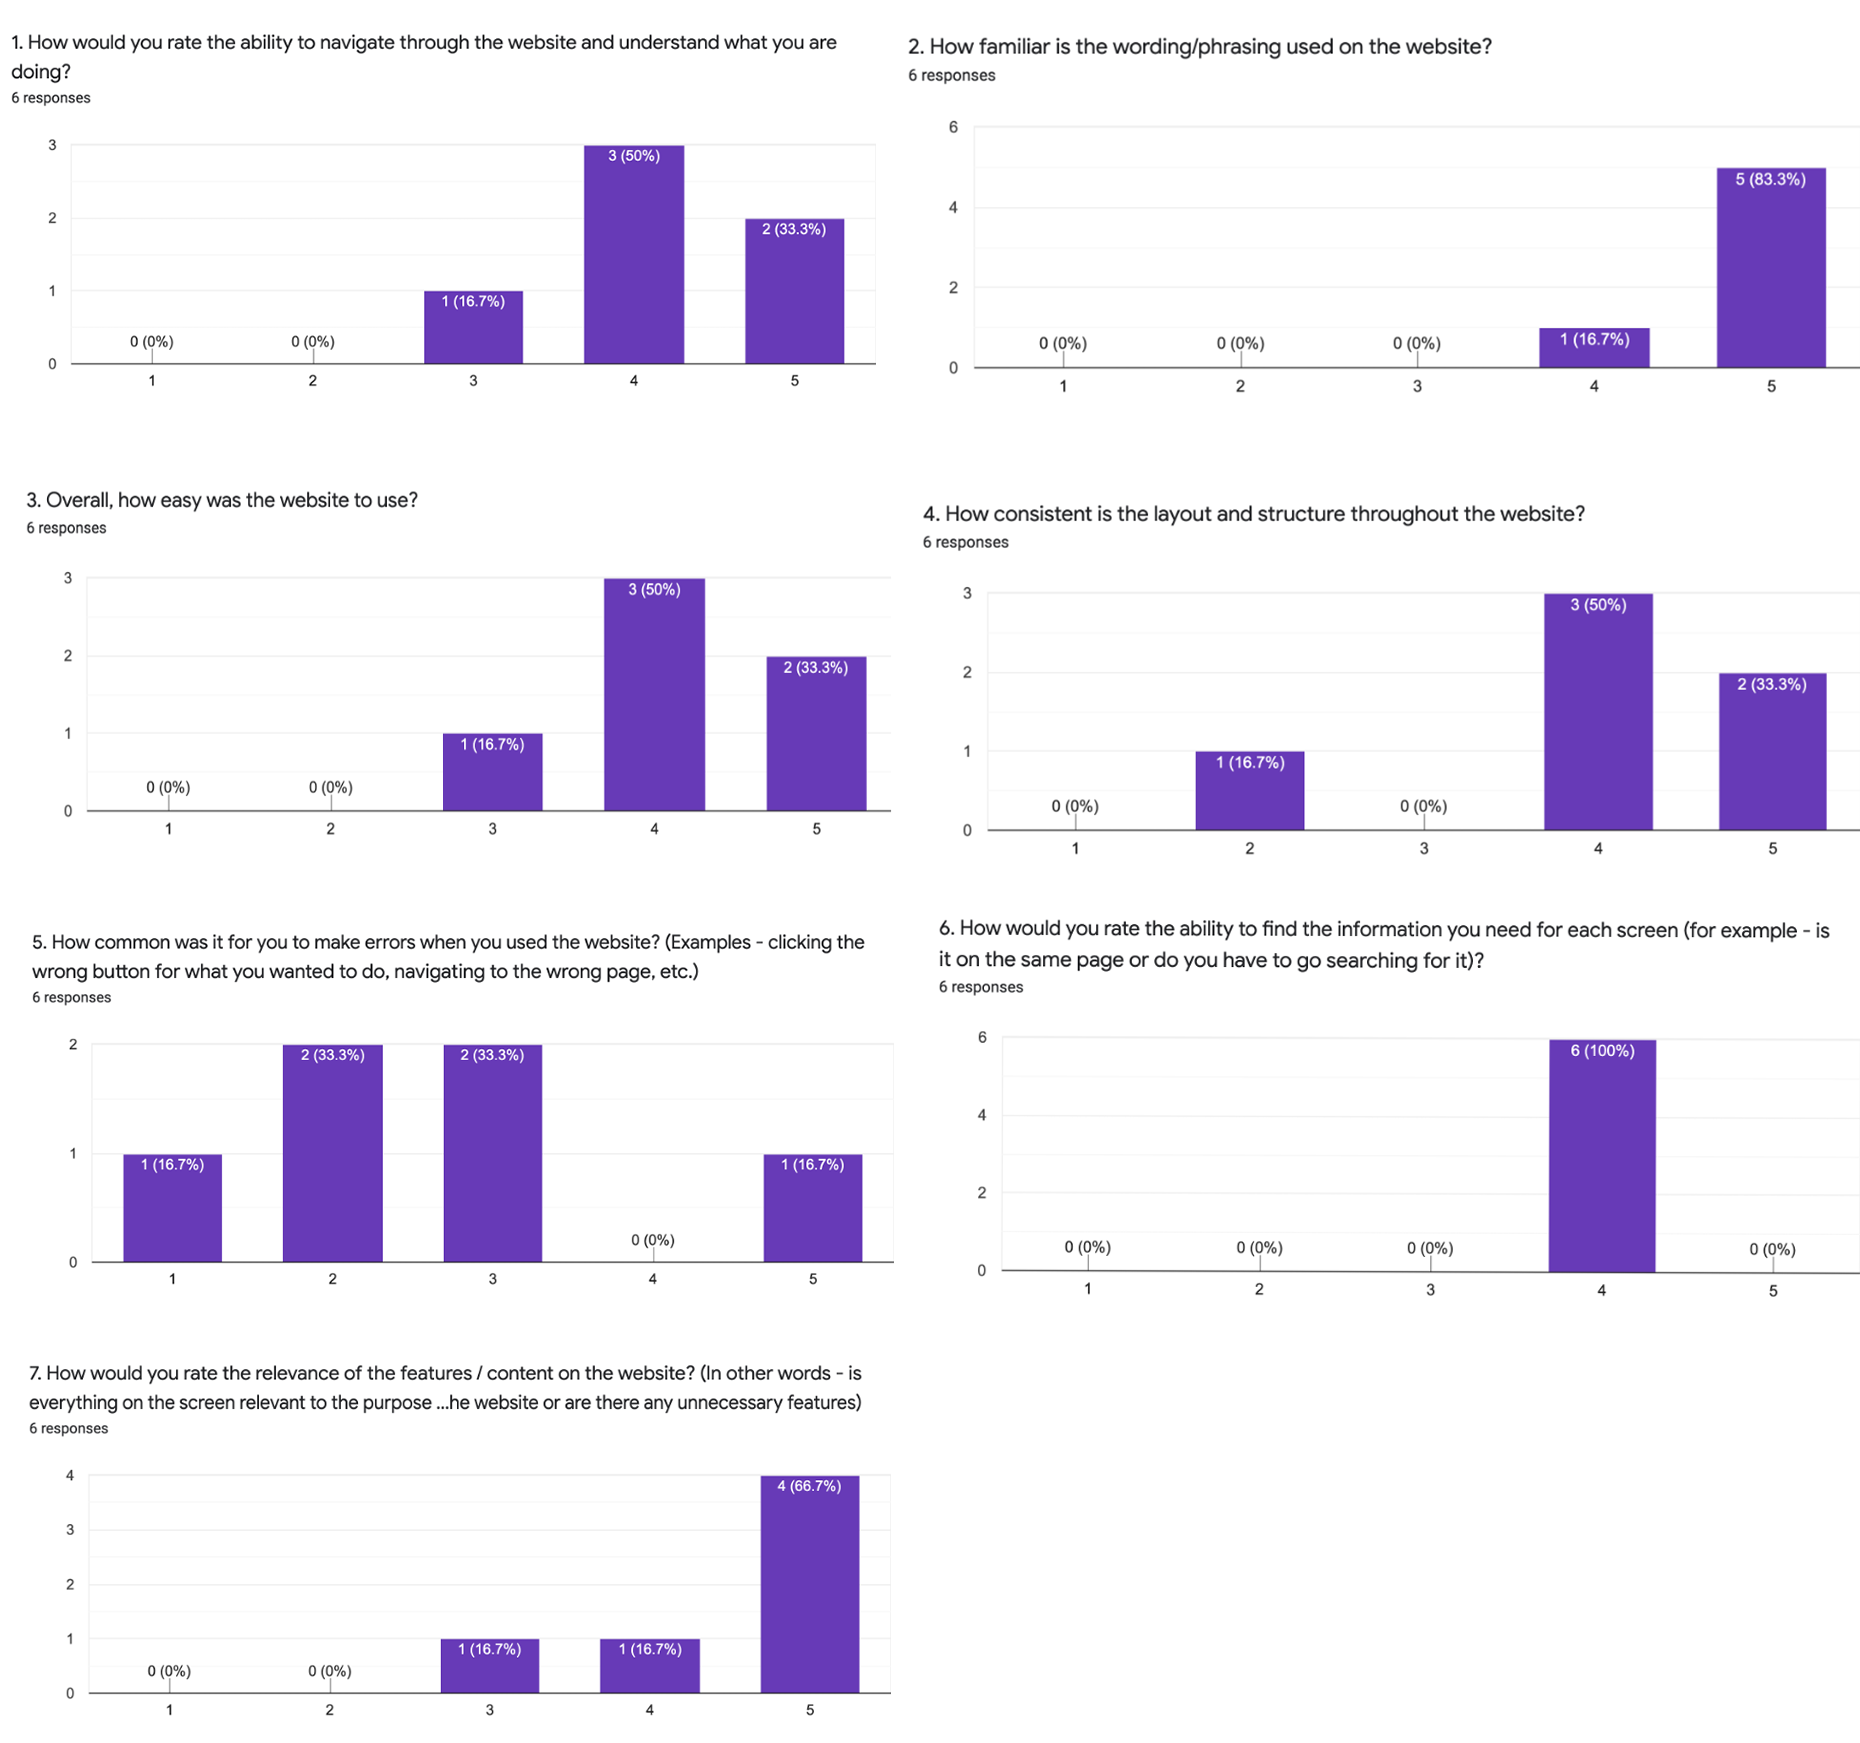 1. How would you rate the ability to navigate through the website and understand what you are
doing?
6 responses
3
2
1
0
0 (0%)
0 (0%)
1 (16.7%)
3 (50%)
2 (33.3%)
1 2 3 4 5
2. How familiar is the wording/phrasing used on the website?
6 responses
6
4
2
0
0 (0%)
0 (0%)
0 (0%)
1 (16.7%)
5 (83.3%)
1 2 3 4 5
3. Overall, how easy was the website to use?
6 responses
3
2
1
0
0 (0%)
0 (0%)
1 (16.7%)
3 (50%)
2 (33.3%)
1 2 3 4 5
4. How consistent is the layout and structure throughout the website?
6 responses
3
2
1
0
0 (0%)
1 (16.7%)
0 (0%)
3 (50%)
2 (33.3%)
1 2 3 4 5
5. How common was it for you to make errors when you used the website? (Examples - clicking the
wrong button for what you wanted to do, navigating to the wrong page, etc.)
6 responses
2
1
0
1 (16.7%)
2 (33.3%)
2 (33.3%)
0 (0%)
1 (16.7%)
1 2 3 4 5
6. How would you rate the ability to find the information you need for each screen (for example - is
it on the same page or do you have to go searching for it)?
6 responses
6
4
2
0
0 (0%)
0 (0%)
0 (0%)
6 (100%)
0 (0%)
1 2 3 4 5
7. How would you rate the relevance of the features / content on the website? (In other words - is
everything on the screen relevant to the purpose ...he website or are there any unnecessary features)
6 responses
4
3
2
1
0
0 (0%)
0 (0%)
1 (16.7%)
1 (16.7%)
4 (66.7%)
1 2 3 4 5